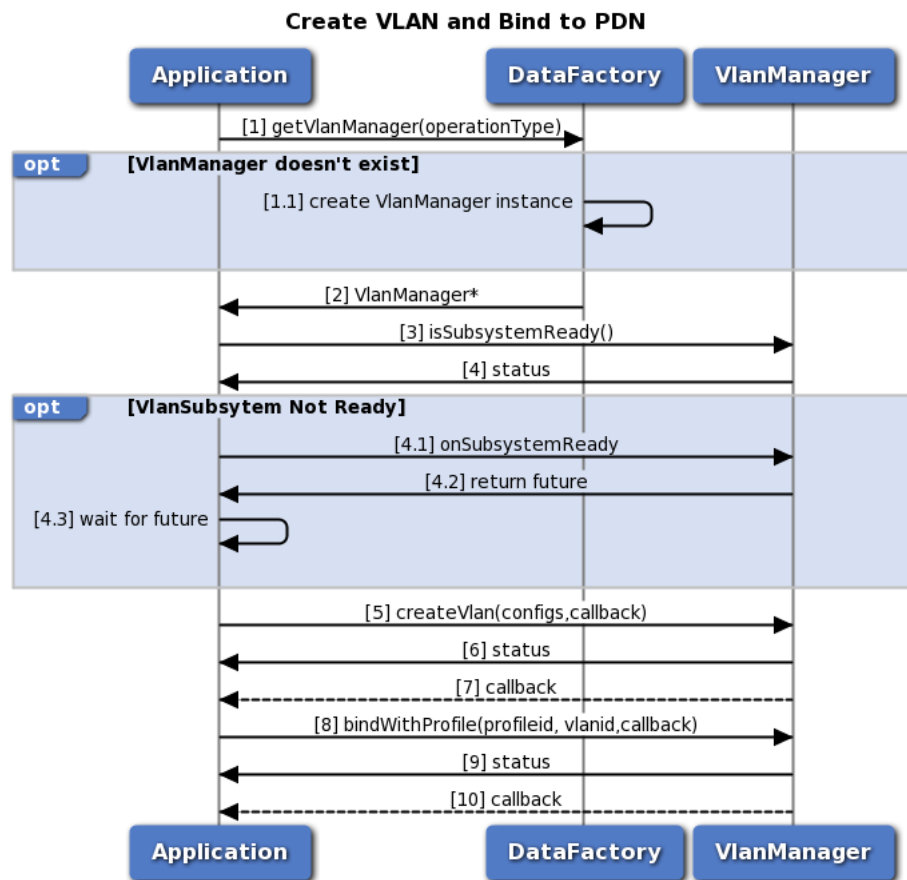 Create VLAN and Bind to PDN
Application DataFactory VlanManager
[1] getVlanManager(operationType)
opt [VlanManager doesn't exist]
[1.1] create VlanManager instance
[2] VlanManager*
[3] isSubsystemReady()
[4] status
opt [VlanSubsytem Not Ready]
[4.1] onSubsystemReady
[4.2] return future
[4.3] wait for future
[5] createVlan(configs,callback)
[6] status
[7] callback
[8] bindWithProfile(profileid, vlanid,callback)
[9] status
[10] callback
Application DataFactory VlanManager